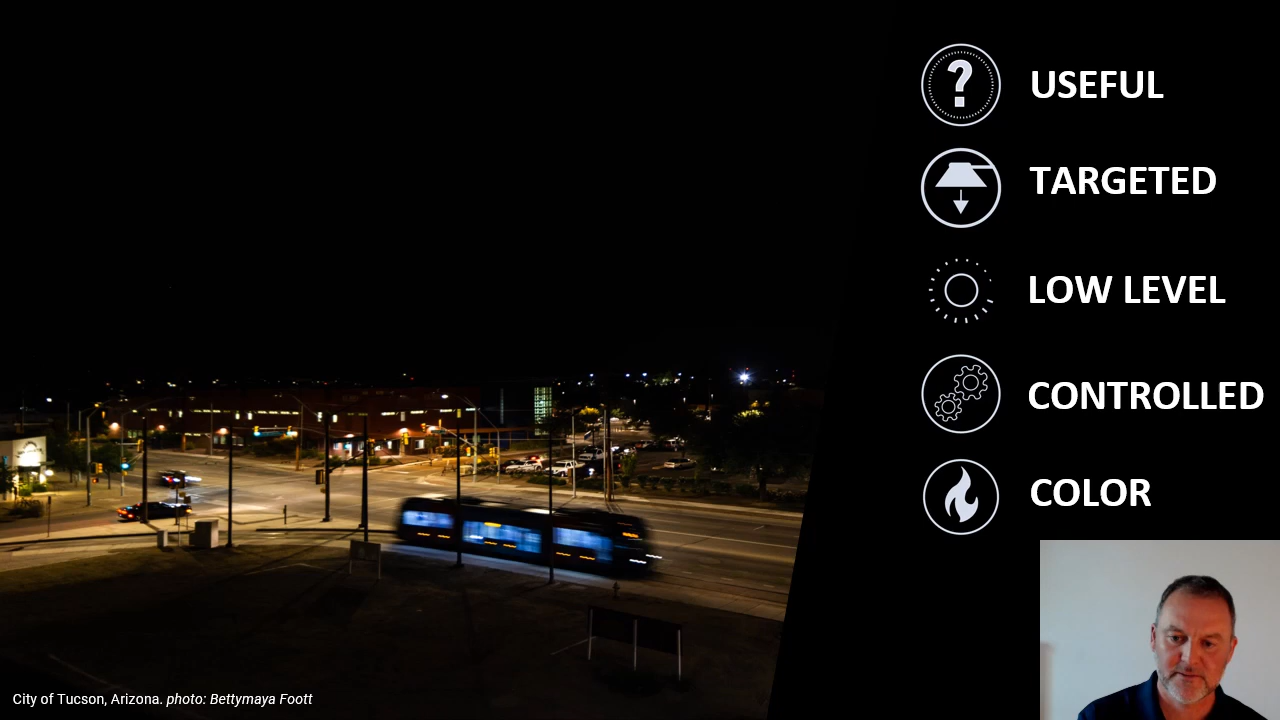 ?
USEFUL
TARGETED
LOW LEVEL
CONTROLLED
COLOR
City of Tucson, Arizona. photo: Bettymaya Foott